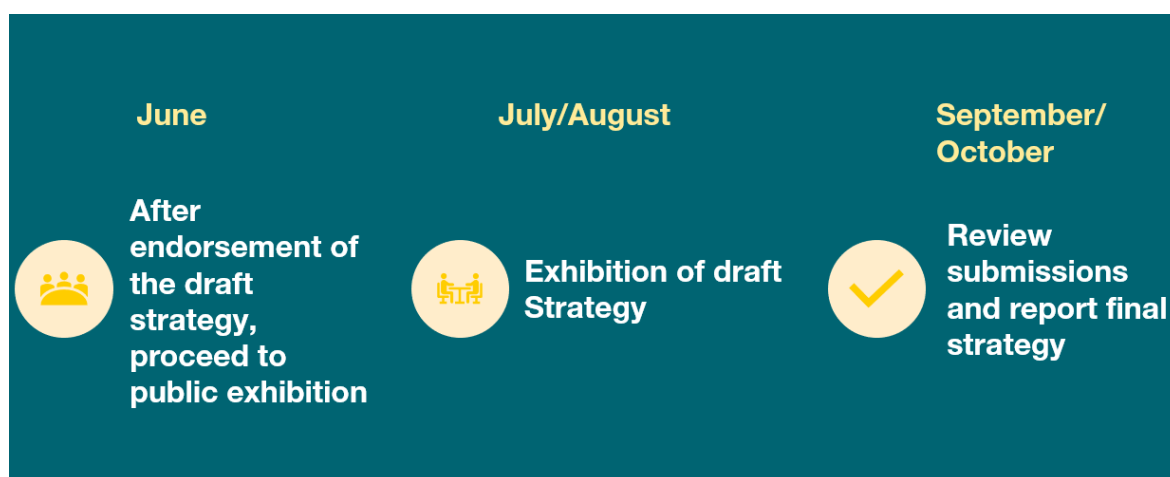 June
After
endorsement of
the draft
strategy,
proceed to
public exhibition
July/August
Exhibition of draft
Strategy
September/
October
Review
submissions
and report final
strategy